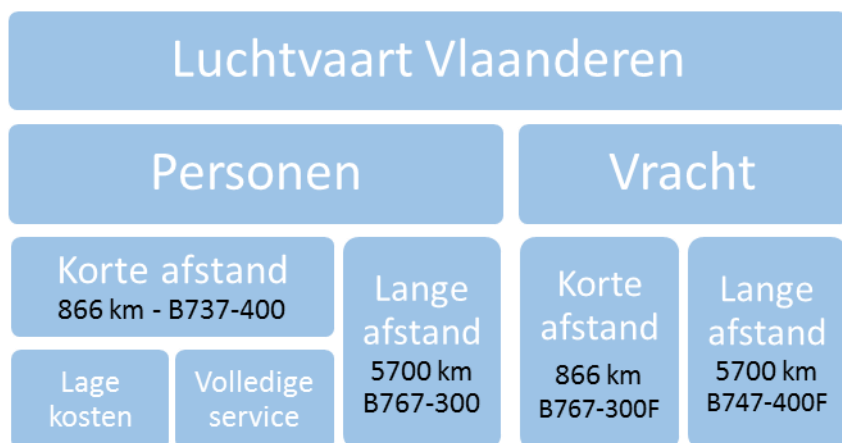 Luchtvaart Vlaanderen
Personen
Vracht
Korte afstand
866 km - B737-400
Lage
kosten
Volledige
service
Lange
afstand
5700 km
B767-300
Korte
afstand
866 km
B767-300F
Lange
afstand
5700 km
B747-400F